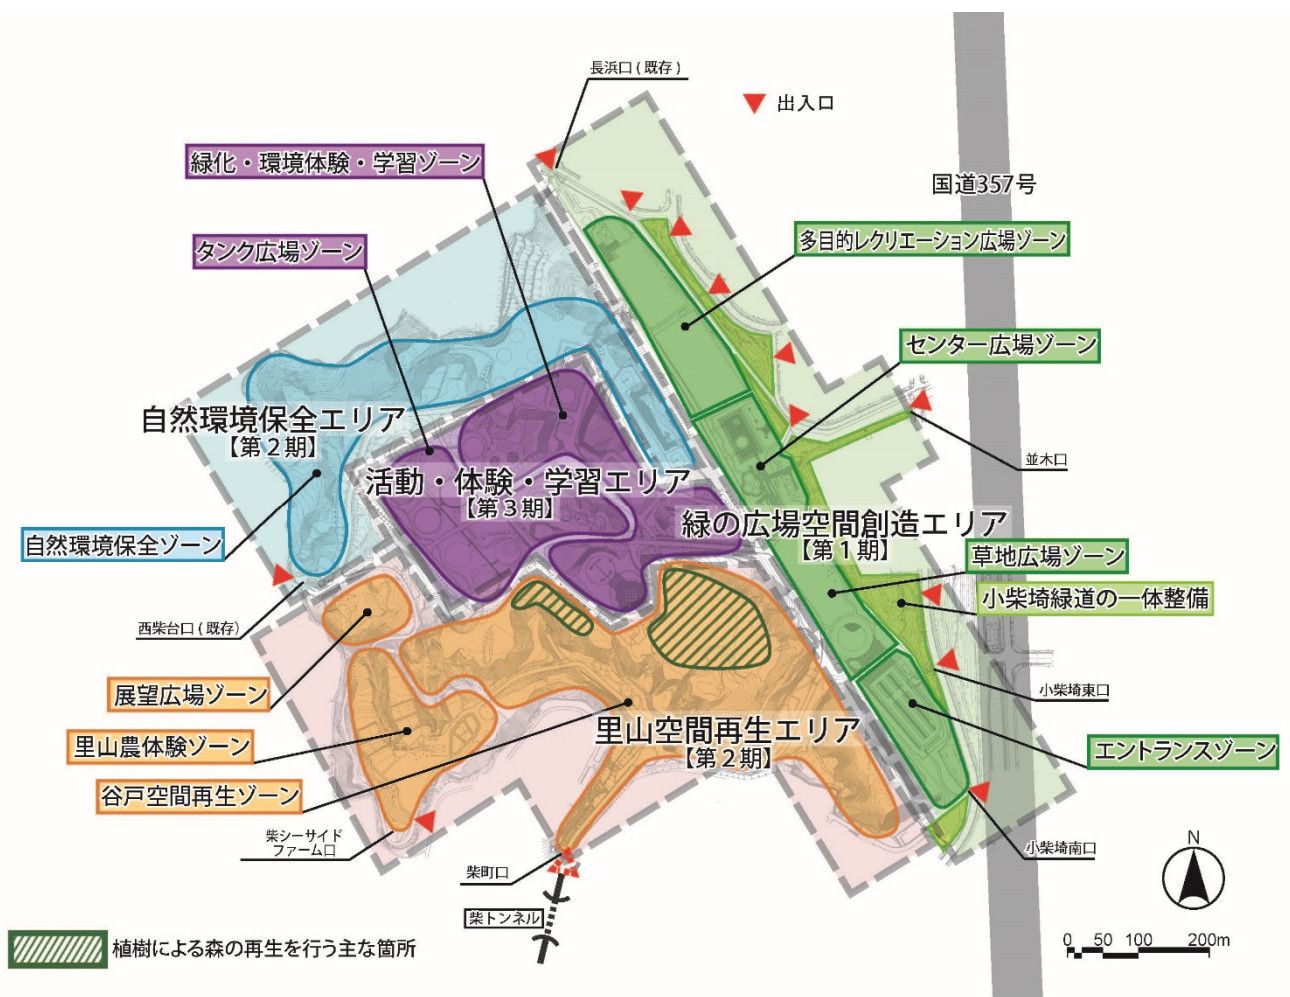 長浜口(既存)
出入口
緑化・環境体験・学習ゾーン
国道357号
多目的レクリエーション広場ゾーン
タンク広場ゾーン
センター広場ゾーン
自然環境保全エリア
【第2期】
並木口
活動・体験・学習エリア
【第3期】
緑の広場空間創造エリア
【第1期】
自然環境保全ゾーン
草地広場ゾーン
小柴埼緑道の一体整備
西柴台口(既存)
展望広場ゾーン
小柴埼東口
里山空間再生エリア
【第2期】
里山農体験ゾーン
エントランスゾーン
谷戸空間再生ゾーン
柴シーサイド
ファーム口
小柴埼南口
柴町口
柴トンネル
N
植樹による森の再生を行う主な箇所
0 50 100 200m